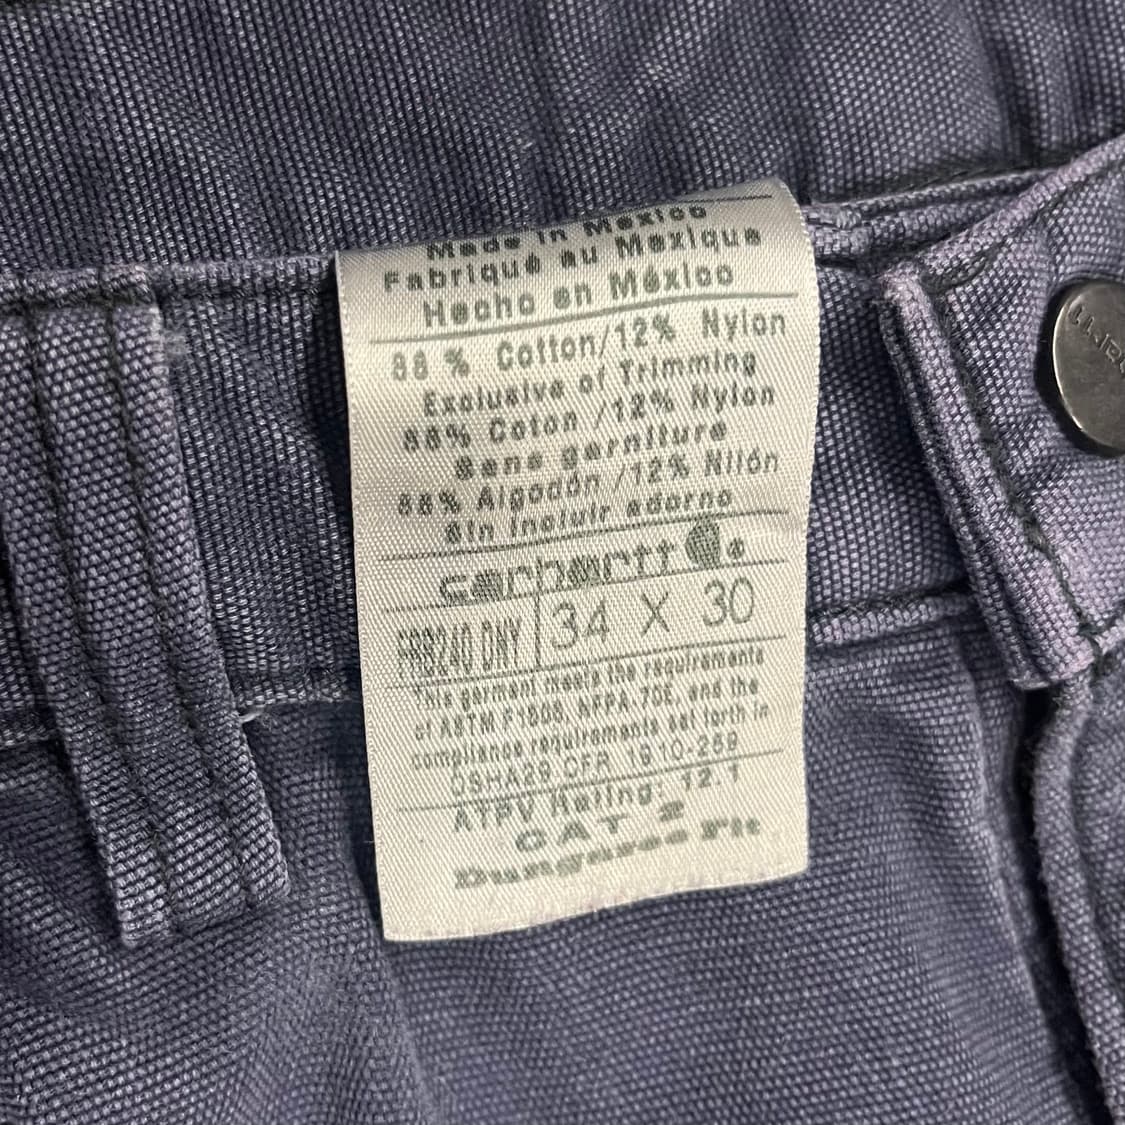 Made in Mexico
Fabriqué au Mexique
Hecho en México
88 % Cotton/12% Nylon
Exclusive of Trimming
88% Coton /12% Nylon
Sans garniture
88% Algodón /12% Nilón
Sin incluir adorno
carhartt
34 X 30
DNY
This garment meets the requirements
of ASTM F1506, NFPA-70E, and the
compliance requirements set forth in
OSHA29 CFR 1910-269
ATPV Rating: 12.1
CAT 2
Dungaree Fit